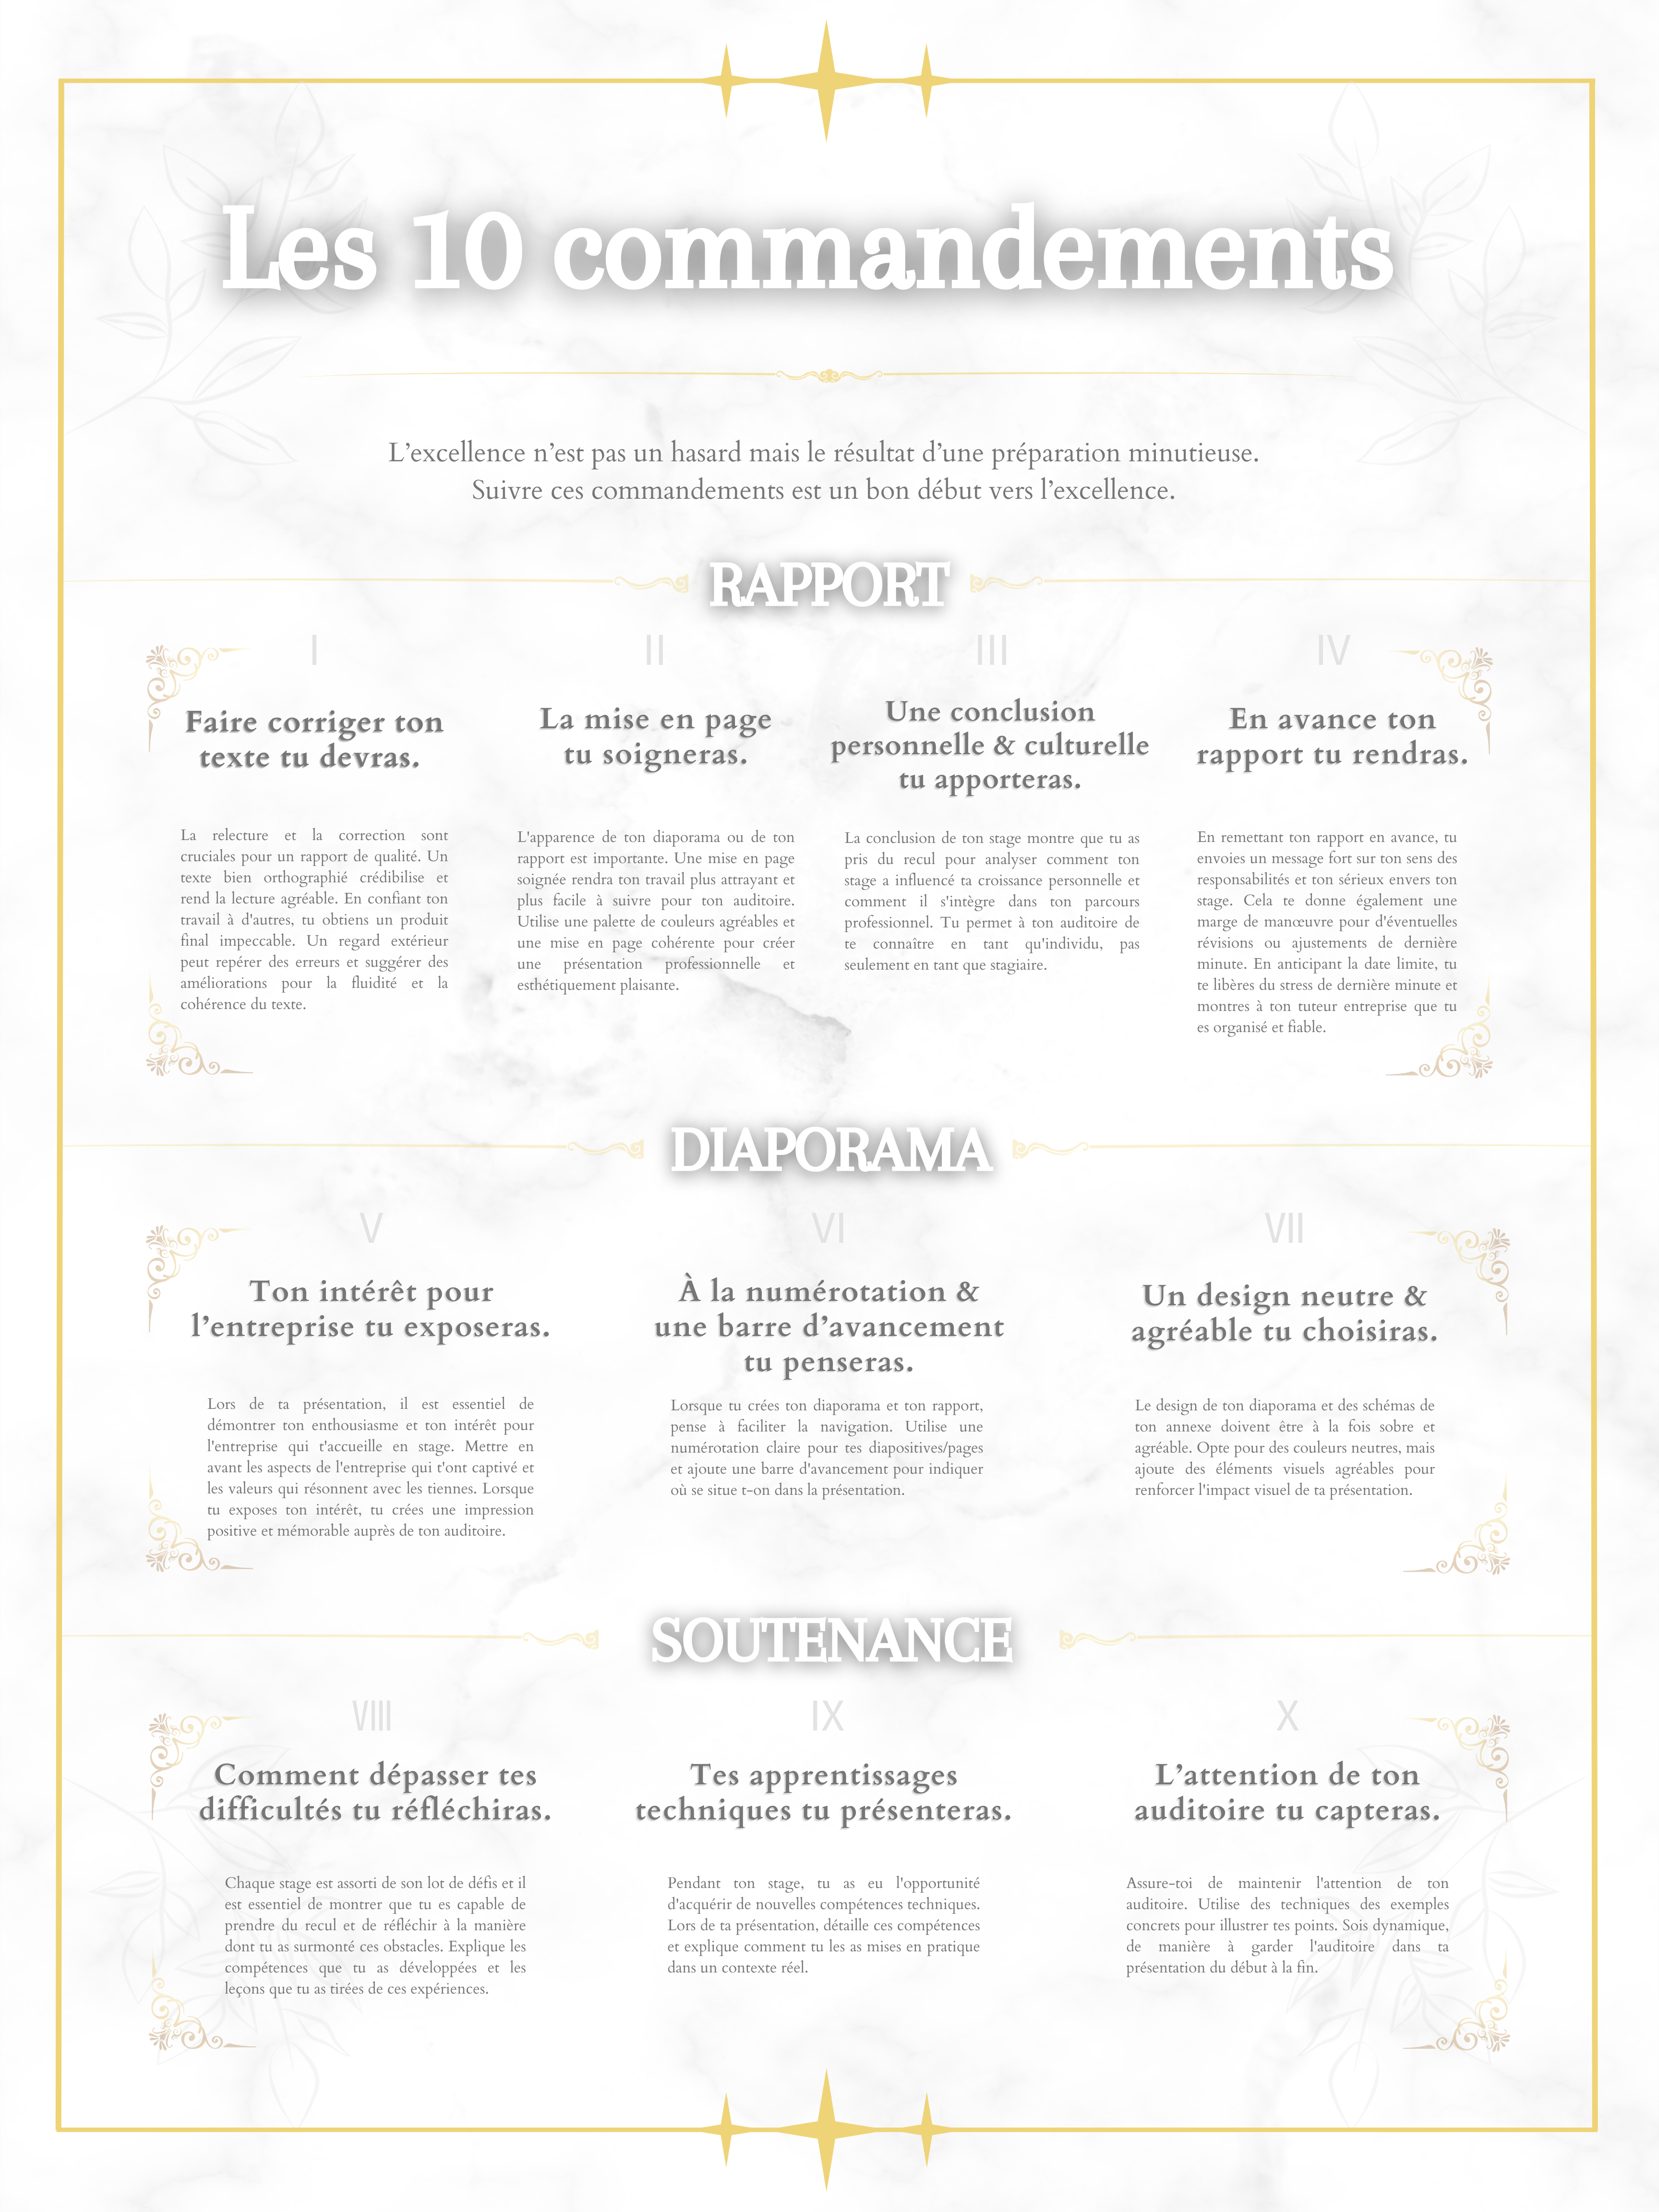 Les 10 commandements
L’excellence n’est pas un hasard mais le résultat d’une préparation minutieuse.
Suivre ces commandements est un bon début vers l’excellence.
RAPPORT
I
Faire corriger ton
texte tu devras.
La relecture et la correction sont
cruciales pour un rapport de qualité. Un
texte bien orthographié crédibilise et
rend la lecture agréable. En confiant ton
travail à d'autres, tu obtiens un produit
final impeccable. Un regard extérieur
peut repérer des erreurs et suggérer des
améliorations pour la fluidité et la
cohérence du texte.
II
La mise en page
tu soigneras.
L'apparence de ton diaporama ou de ton
rapport est importante. Une mise en page
soignée rendra ton travail plus attrayant et
plus facile à suivre pour ton auditoire.
Utilise une palette de couleurs agréables et
une mise en page cohérente pour créer
une présentation professionnelle et
esthétiquement plaisante.
III
Une conclusion
personnelle & culturelle
tu apporteras.
La conclusion de ton stage montre que tu as
pris du recul pour analyser comment ton
stage a influencé ta croissance personnelle et
comment il s'intègre dans ton parcours
professionnel. Tu permet à ton auditoire de
te connaître en tant qu'individu, pas
seulement en tant que stagiaire.
IV
En avance ton
rapport tu rendras.
En remettant ton rapport en avance, tu
envoies un message fort sur ton sens des
responsabilités et ton sérieux envers ton
stage. Cela te donne également une
marge de manœuvre pour d'éventuelles
révisions ou ajustements de dernière
minute. En anticipant la date limite, tu
te libères du stress de dernière minute et
montres à ton tuteur entreprise que tu
es organisé et fiable.
DIAPORAMA
V
Ton intérêt pour
l’entreprise tu exposeras.
Lors de ta présentation, il est essentiel de
démontrer ton enthousiasme et ton intérêt pour
l'entreprise qui t'accueille en stage. Mettre en
avant les aspects de l'entreprise qui t'ont captivé et
les valeurs qui résonnent avec les tiennes. Lorsque
tu exposes ton intérêt, tu crées une impression
positive et mémorable auprès de ton auditoire.
VI
À la numérotation &
une barre d’avancement
tu penseras.
Lorsque tu crées ton diaporama et ton rapport,
pense à faciliter la navigation. Utilise une
numérotation claire pour tes diapositives/pages
et ajoute une barre d'avancement pour indiquer
où se situe t-on dans la présentation.
VII
Un design neutre &
agréable tu choisiras.
Le design de ton diaporama et des schémas de
ton annexe doivent être à la fois sobre et
agréable. Opte pour des couleurs neutres, mais
ajoute des éléments visuels agréables pour
renforcer l'impact visuel de ta présentation.
SOUTENANCE
VIII
Comment dépasser tes
difficultés tu réfléchiras.
Chaque stage est assorti de son lot de défis et il
est essentiel de montrer que tu es capable de
prendre du recul et de réfléchir à la manière
dont tu as surmonté ces obstacles. Explique les
compétences que tu as développées et les
leçons que tu as tirées de ces expériences.
IX
Tes apprentissages
techniques tu présenteras.
Pendant ton stage, tu as eu l'opportunité
d'acquérir de nouvelles compétences techniques.
Lors de ta présentation, détaille ces compétences
et explique comment tu les as mises en pratique
dans un contexte réel.
X
L’attention de ton
auditoire tu capteras.
Assure-toi de maintenir l'attention de ton
auditoire. Utilise des techniques des exemples
concrets pour illustrer tes points. Sois dynamique,
de manière à garder l'auditoire dans ta
présentation du début à la fin.